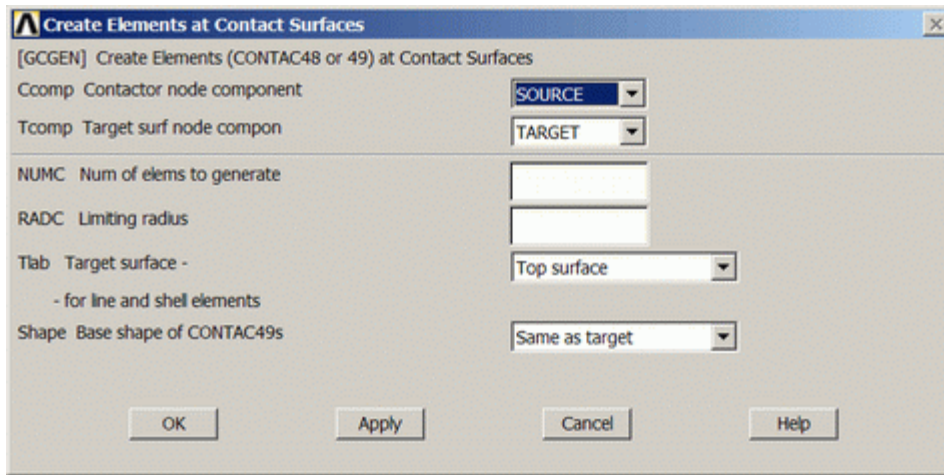 Create Elements at Contact Surfaces
[GCGEN] Create Elements (CONTAC48 or 49) at Contact Surfaces
Ccomp Contactor node component SOURCE
Tcomp Target surf node compon TARGET
NUMC Num of elems to generate
RADC Limiting radius
Tlab Target surface - Top surface
- for line and shell elements
Shape Base shape of CONTAC49s Same as target
OK Apply Cancel Help